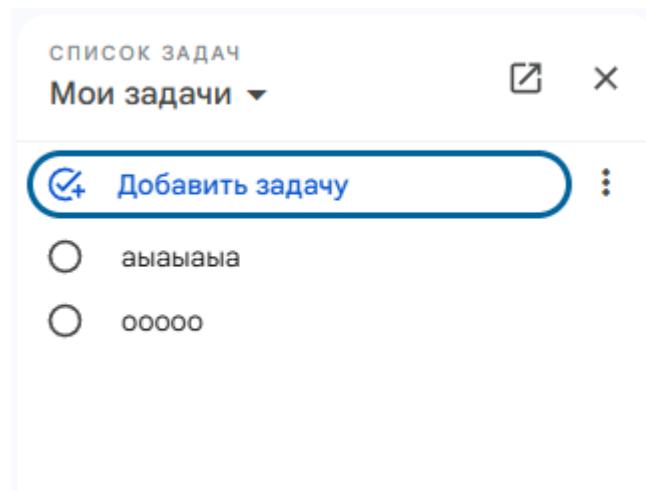 СПИСОК ЗАДАЧ
Мои задачи
Добавить задачу
аыаыаыа
ооооо